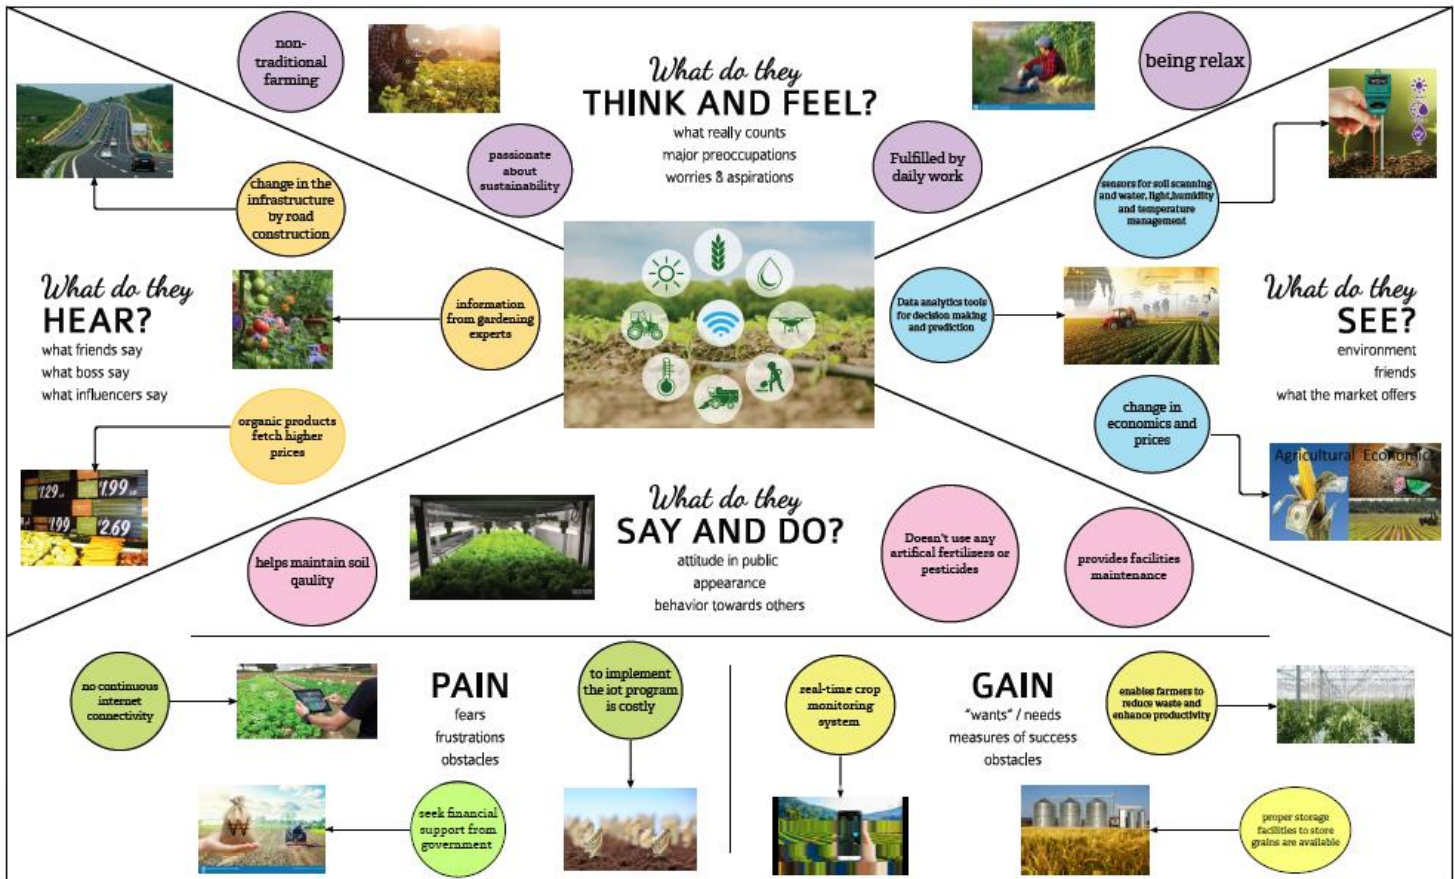 What do they
THINK AND FEEL?
what really counts
major preoccupations
worries & aspirations
non-
traditional
farming
passionate
about
sustainability
being relax
Fulfilled by
daily work
What do they
HEAR?
what friends say
what boss say
what influencers say
change in the
infrastructure
by road
construction
information
from gardening
experts
organic products
fetch higher
prices
1.29
1.99
1.99
2.69
What do they
SEE?
environment
friends
what the market offers
sensors for soil scanning
and water, light,humidity
and temperature
management
Data analytics tools
for decision making
and prediction
change in
economics and
prices
Agricultural Economics
What do they
SAY AND DO?
attitude in public
appearance
behavior towards others
helps maintain soil
qaulity
Doesn't use any
artifical fertilisers or
pesticides
provides facilities
maintenance
PAIN
fears
frustrations
obstacles
no continuous
internet
connectivity
to implement
the iot program
is costly
seek financial
support from
government
GAIN
"wants" / needs
measures of success
obstacles
real-time crop
monitoring
system
enables farmers to
reduce waste and
enhance productivity
proper storage
facilities to store
grains are available